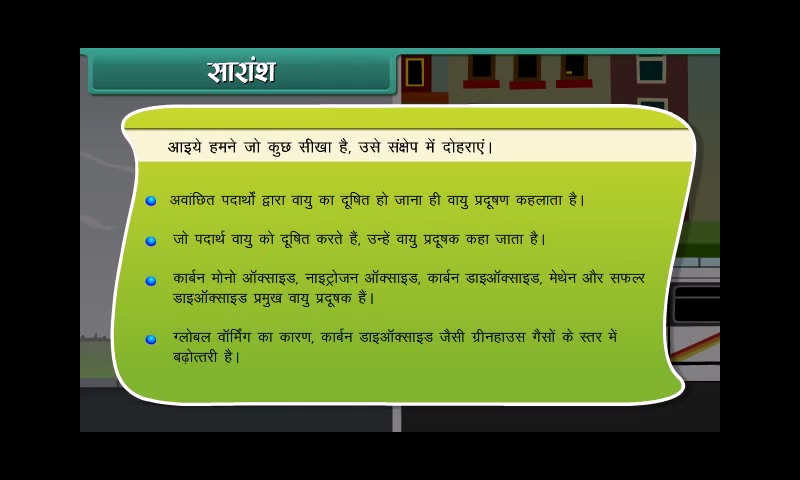 सारांश
आइये हमने जो कुछ सीखा है, उसे संक्षेप में दोहराएं।
अवांछित पदार्थों द्वारा वायु का दूषित हो जाना ही वायु प्रदूषण कहलाता है।
जो पदार्थ वायु को दूषित करते हैं, उन्हें वायु प्रदूषक कहा जाता है।
कार्बन मोनो ऑक्साइड, नाइट्रोजन ऑक्साइड, कार्बन डाइऑक्साइड, मेथेन और सफल्र
डाइऑक्साइड प्रमुख वायु प्रदूषक हैं।
ग्लोबल वॉर्मिंग का कारण, कार्बन डाइऑक्साइड जैसी ग्रीनहाउस गैसों के स्तर में
बढ़ोत्तरी है।